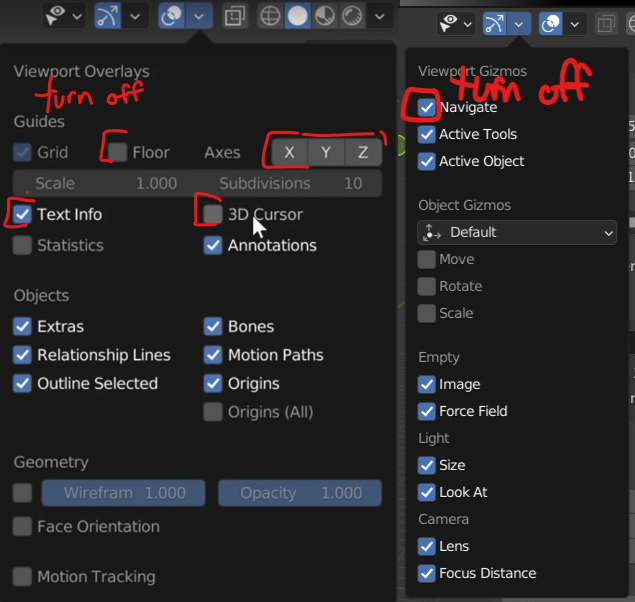 Viewport Overlays
turn off
Guides
Grid
Floor
Axes
X
Y
Z
Scale 1.000
Subdivisions 10
Text Info
3D Cursor
Statistics
Annotations
Objects
Extras
Bones
Relationship Lines
Motion Paths
Outline Selected
Origins
Origins (All)
Geometry
Wirefram 1.000
Opacity 1.000
Face Orientation
Motion Tracking
Viewport Gizmos
turn off
Navigate
Active Tools
Active Object
Object Gizmos
Default
Move
Rotate
Scale
Empty
Image
Force Field
Light
Size
Look At
Camera
Lens
Focus Distance